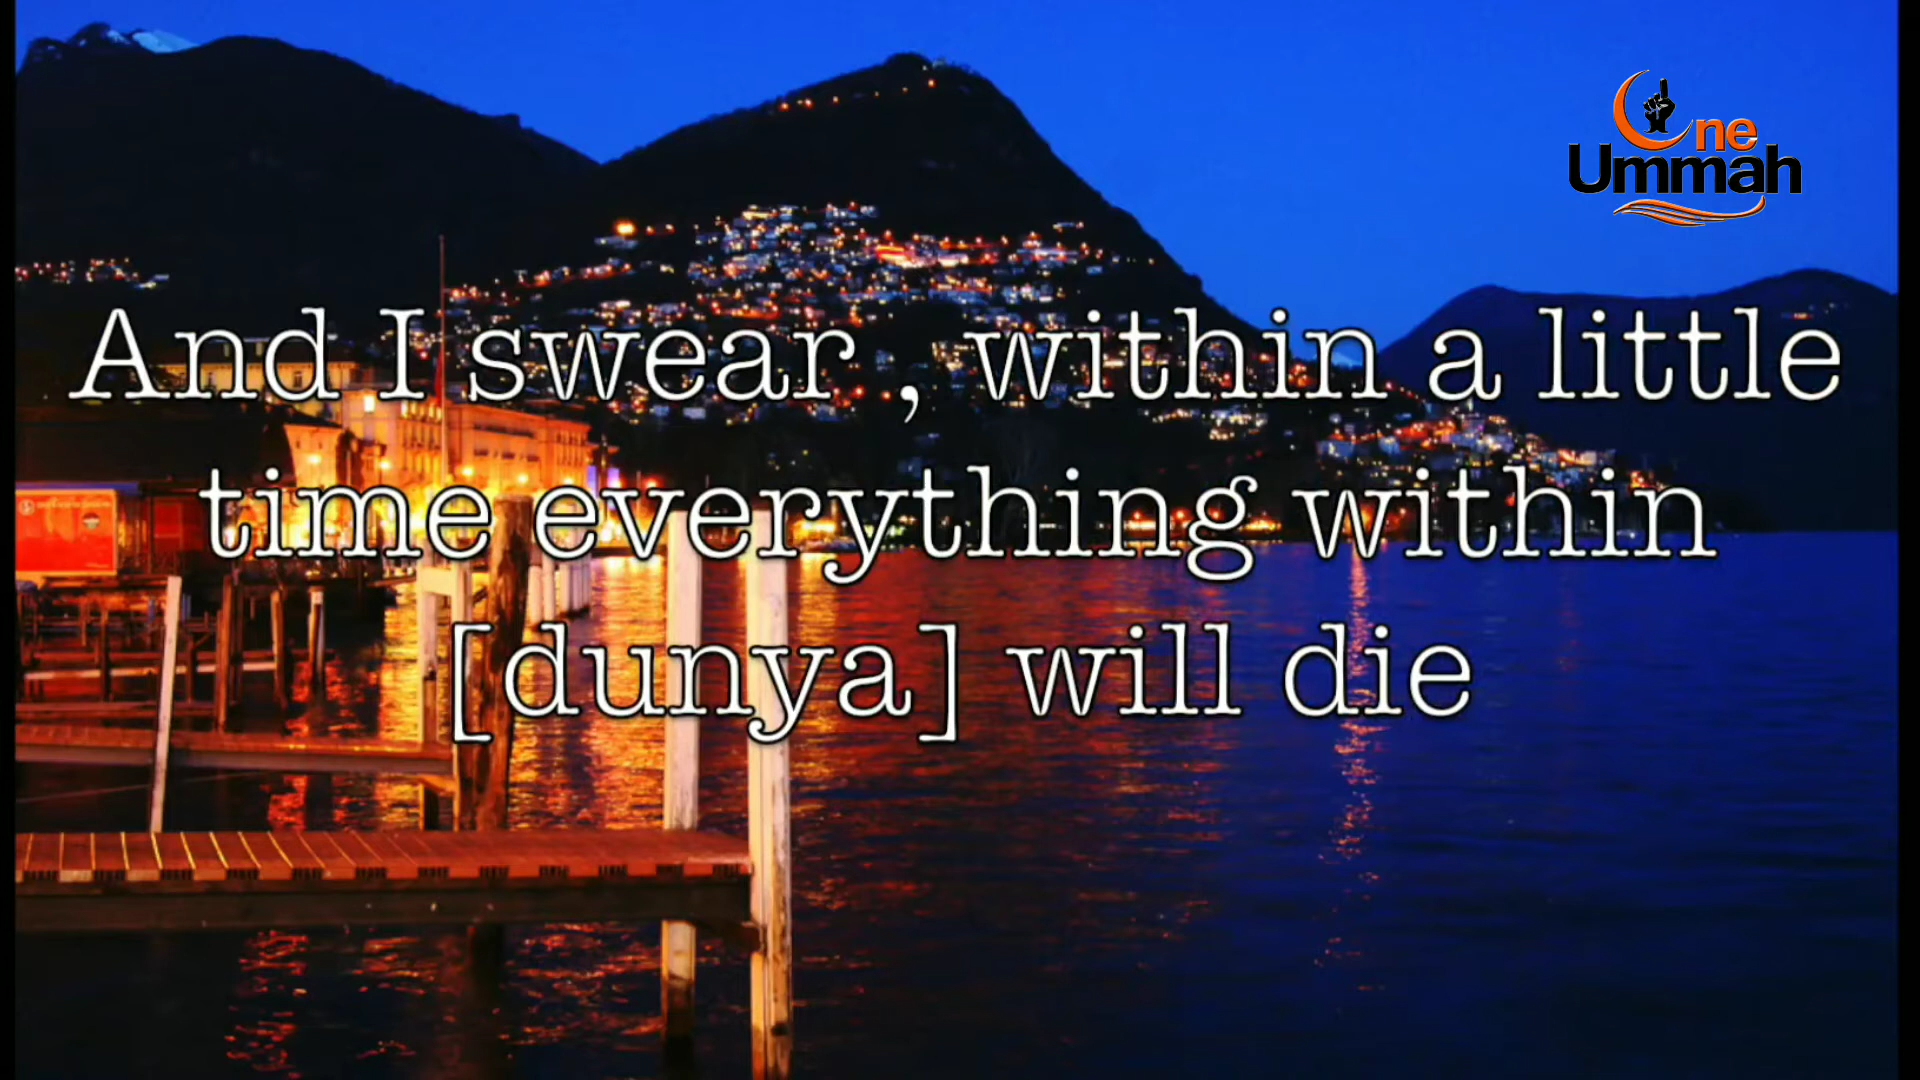 One
Ummah
And I swear , within a little
time everything within
[dunya] will die